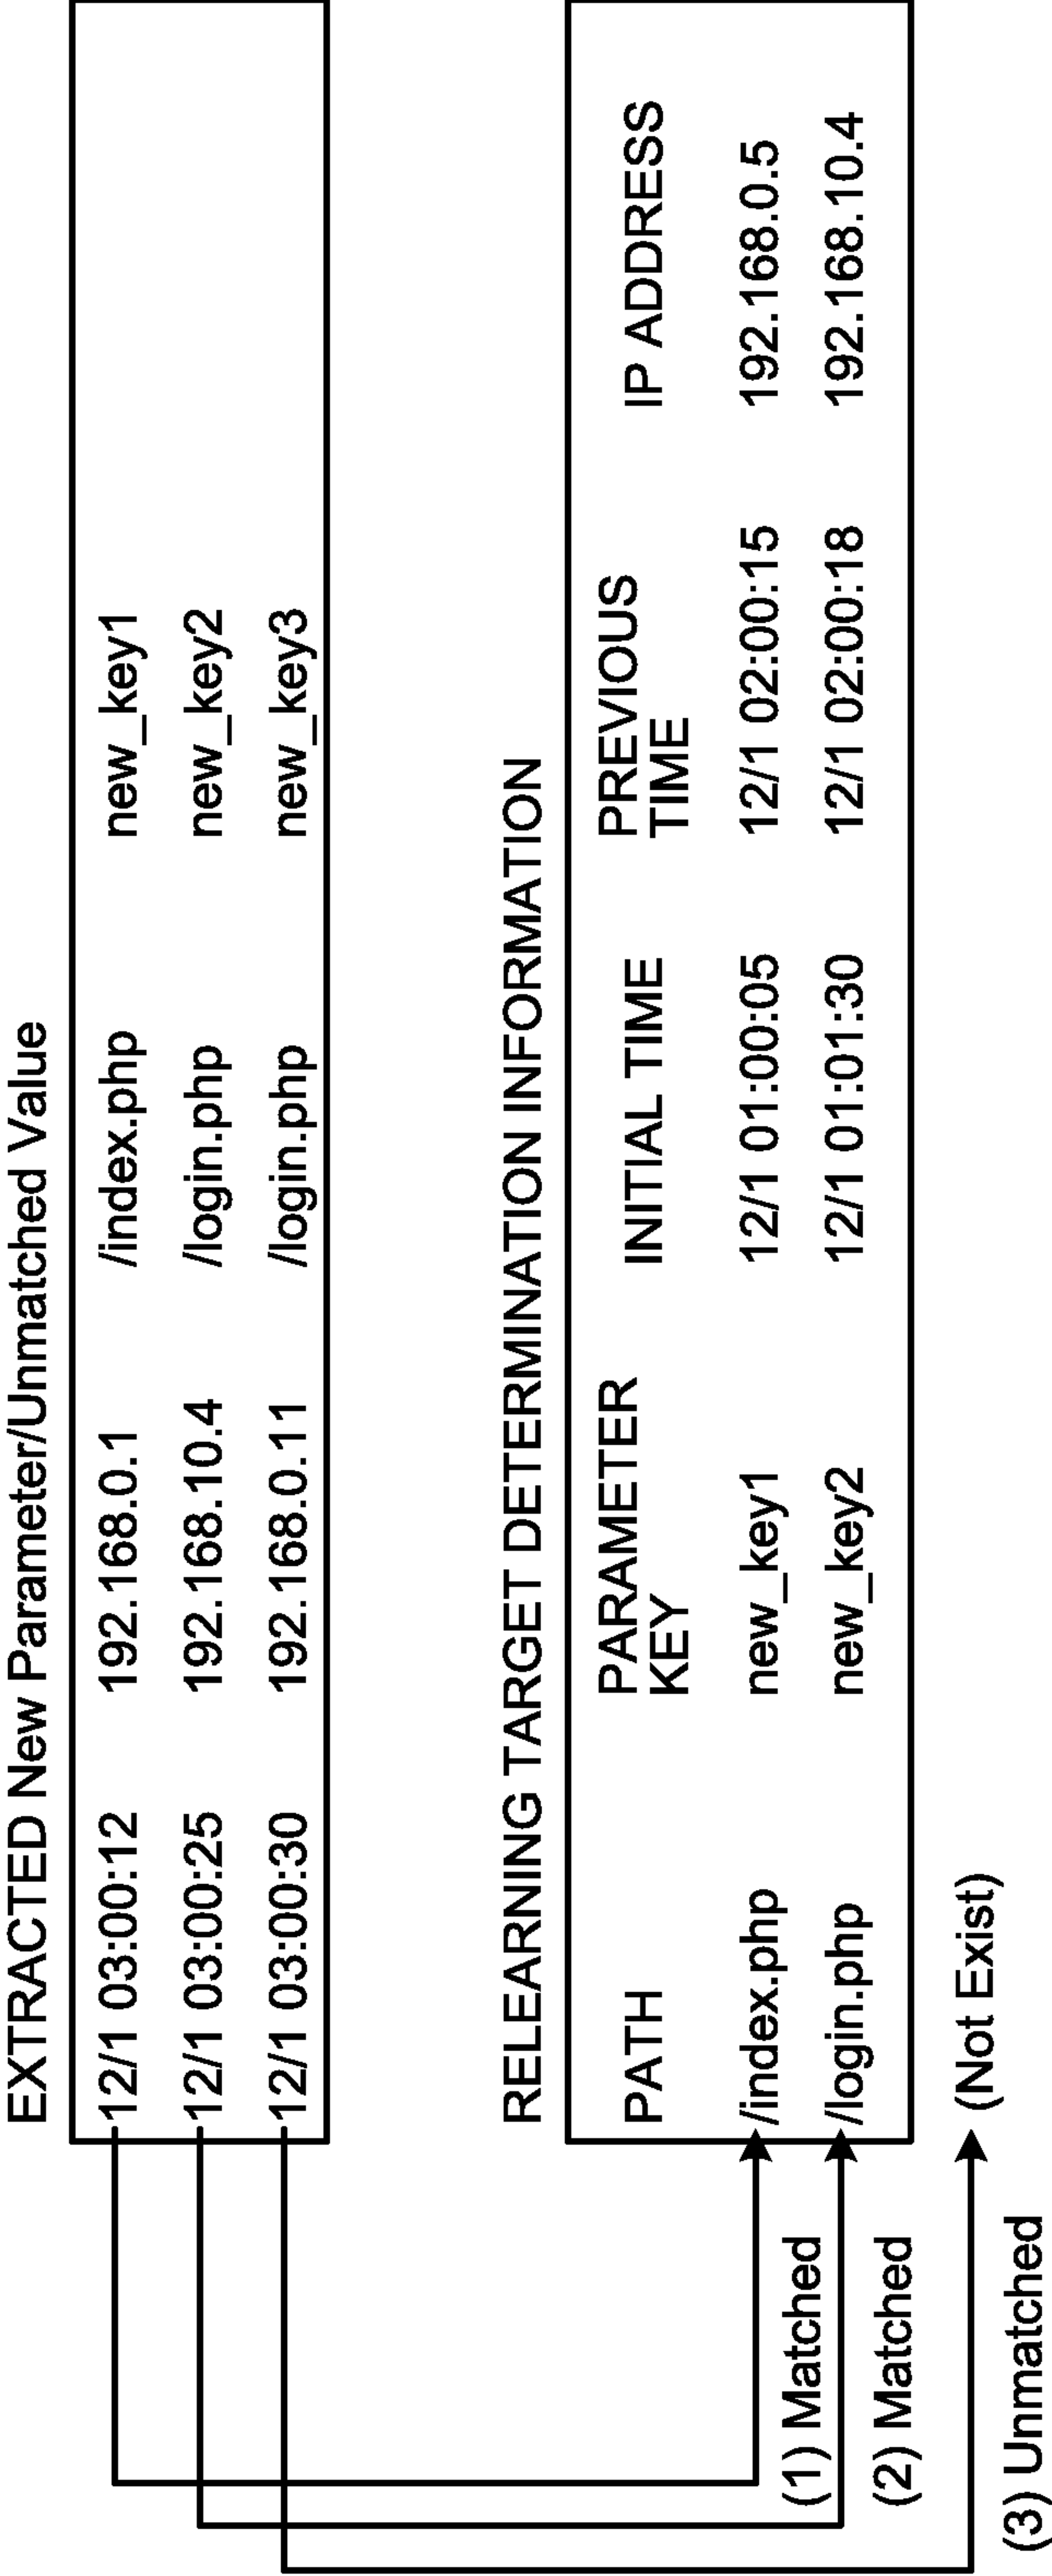 EXTRACTED New Parameter/Unmatched Value
12/1 03:00:12 192.168.0.1 /index.php new_key1
12/1 03:00:25 192.168.10.4 /login.php new_key2
12/1 03:00:30 192.168.0.11 /login.php new_key3
RELEARNING TARGET DETERMINATION INFORMATION
PATH PARAMETER KEY INITIAL TIME PREVIOUS TIME IP ADDRESS
/index.php new_key1 12/1 01:00:05 12/1 02:00:15 192.168.0.5
/login.php new_key2 12/1 01:01:30 12/1 02:00:18 192.168.10.4
(1) Matched
(2) Matched
(Not Exist)
(3) Unmatched